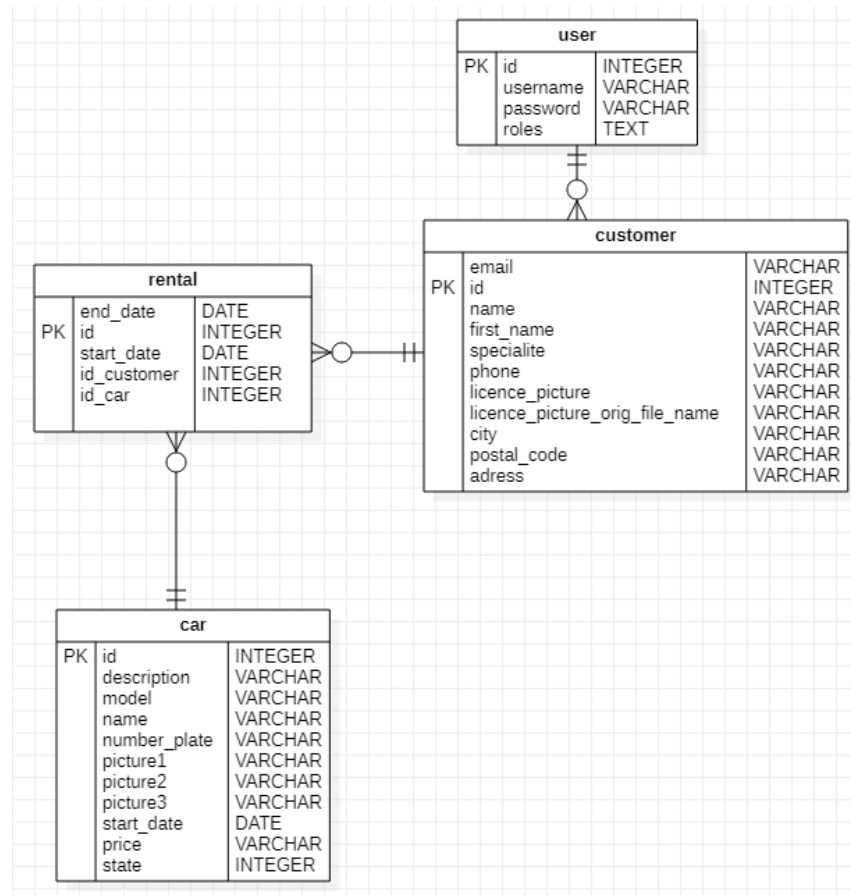 user
PK id INTEGER
username VARCHAR
password VARCHAR
roles TEXT
customer
email VARCHAR
PK id INTEGER
name VARCHAR
first_name VARCHAR
specialite VARCHAR
phone VARCHAR
licence_picture VARCHAR
licence_picture_orig_file_name VARCHAR
city VARCHAR
postal_code VARCHAR
adress VARCHAR
rental
end_date DATE
PK id INTEGER
start_date DATE
id_customer INTEGER
id_car INTEGER
car
PK id INTEGER
description VARCHAR
model VARCHAR
name VARCHAR
number_plate VARCHAR
picture1 VARCHAR
picture2 VARCHAR
picture3 VARCHAR
start_date DATE
price VARCHAR
state INTEGER